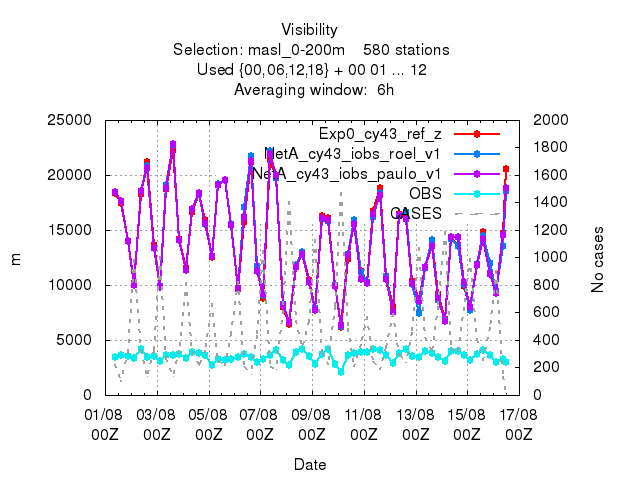 Visibility
Selection: masl_0-200m    580 stations
Used {00,06,12,18} + 00 01 ... 12
Averaging window:  6h
25000
20000
15000
10000
5000
0
m
2000
1800
1600
1400
1200
1000
800
600
400
200
0
No cases
Exp0_cy43_ref_z
NetA_cy43_iobs_roel_v1
NetA_cy43_iobs_paulo_v1
OBS
CASES
01/08 03/08 05/08 07/08 09/08 11/08 13/08 15/08 17/08
00Z 00Z 00Z 00Z 00Z 00Z 00Z 00Z 00Z
Date